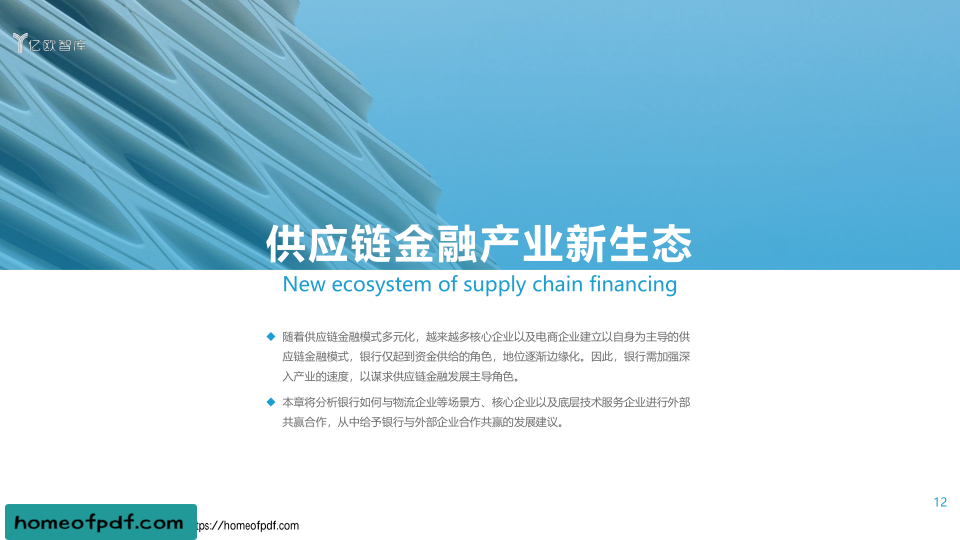 亿欧智库
供应链金融产业新生态
New ecosystem of supply chain financing
◆ 随着供应链金融模式多元化，越来越多核心企业以及电商企业建立以自身为主导的供
应链金融模式，银行仅起到资金供给的角色，地位逐渐边缘化。因此，银行需加强深
入产业的速度，以谋求供应链金融发展主导角色。
◆ 本章将分析银行如何与物流企业等场景方、核心企业以及底层技术服务企业进行外部
共赢合作，从中给予银行与外部企业合作共赢的发展建议。
12
homeofpdf.com
tps://homeofpdf.com